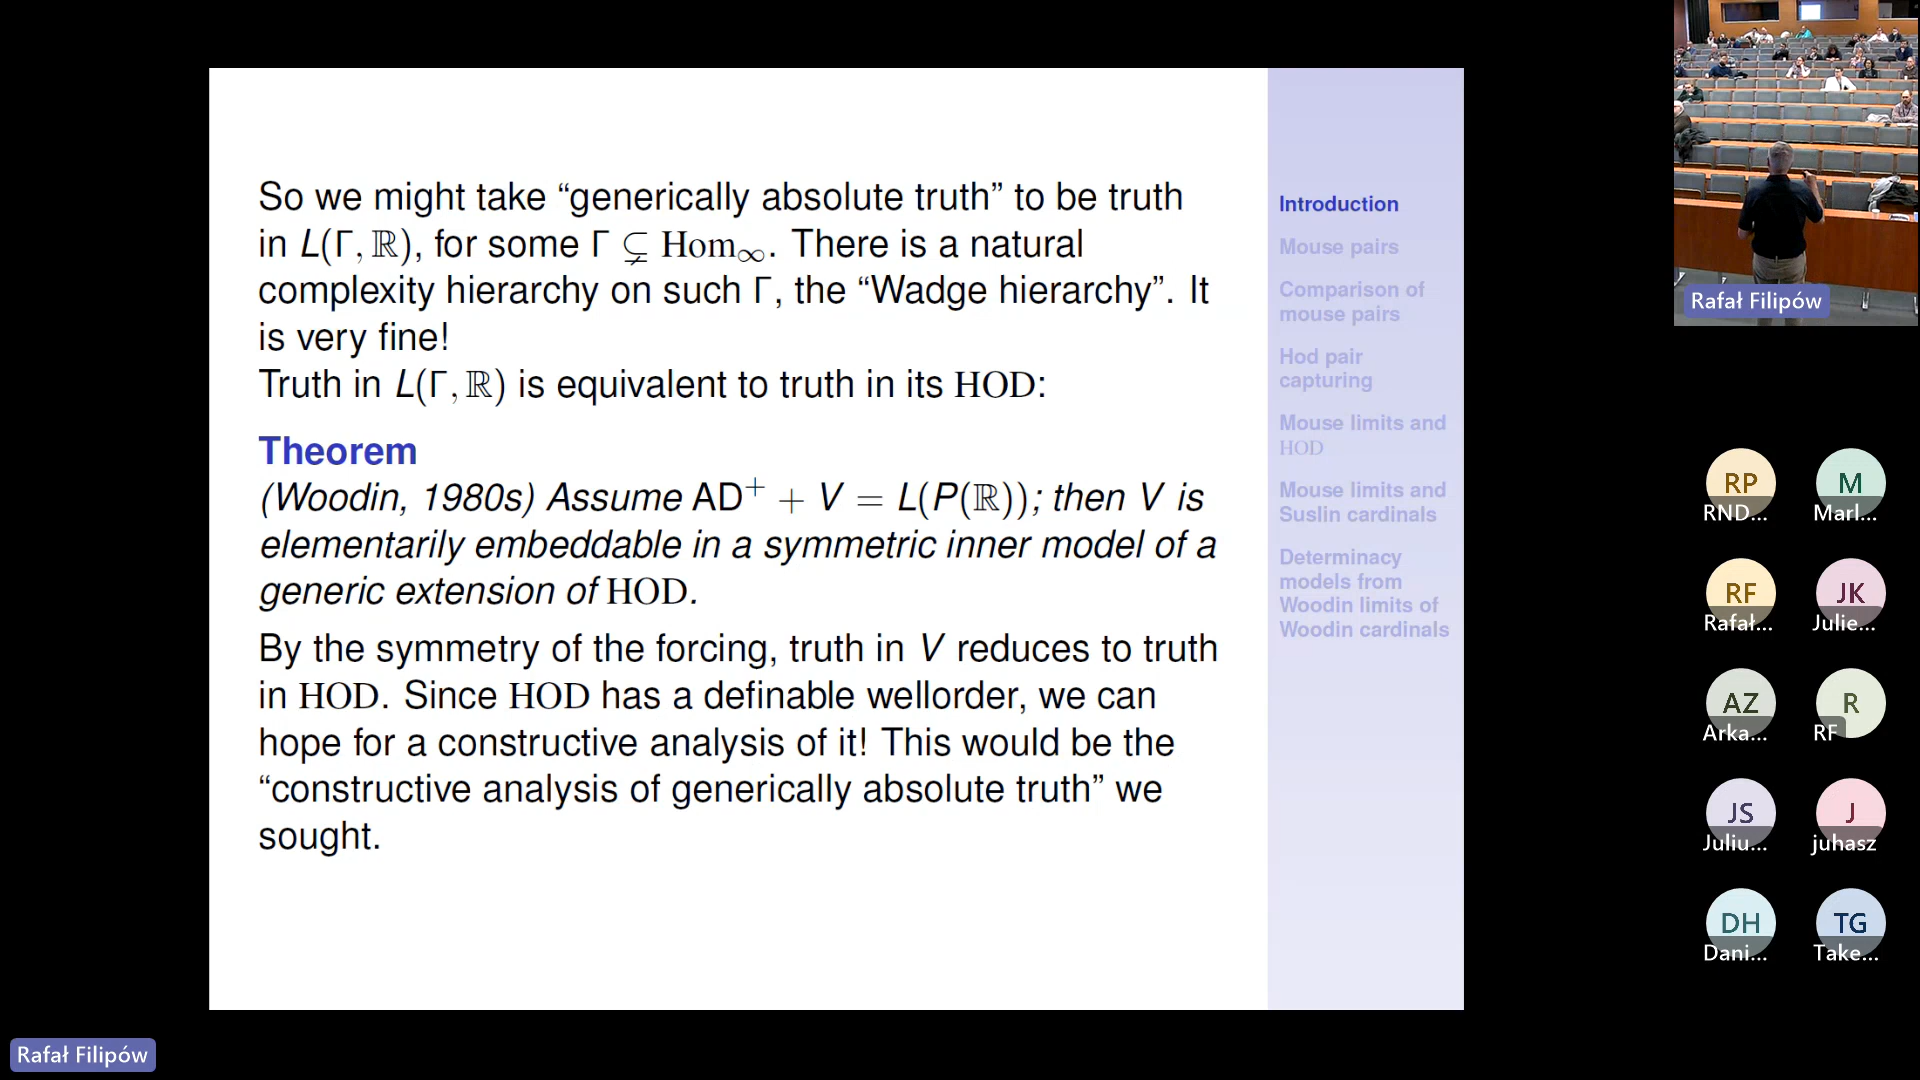 So we might take “generically absolute truth” to be truth
in L(Γ, ℝ), for some Γ ⊊ Hom∞. There is a natural
complexity hierarchy on such Γ, the “Wadge hierarchy”. It
is very fine!
Truth in L(Γ, ℝ) is equivalent to truth in its HOD:
Theorem
(Woodin, 1980s) Assume AD⁺ + V = L(P(ℝ)); then V is
elementarily embeddable in a symmetric inner model of a
generic extension of HOD.
By the symmetry of the forcing, truth in V reduces to truth
in HOD. Since HOD has a definable wellorder, we can
hope for a constructive analysis of it! This would be the
“constructive analysis of generically absolute truth” we
sought.
Introduction
Mouse pairs
Comparison of
mouse pairs
Hod pair
capturing
Mouse limits and
HOD
Mouse limits and
Suslin cardinals
Determinacy
models from
Woodin limits of
Woodin cardinals
Rafał Filipów
RP
RND...
M
Marl...
RF
Rafał...
JK
Julie...
AZ
Arka...
R
RF
JS
Juliu...
J
juhasz
DH
Dani...
TG
Take...
Rafał Filipów